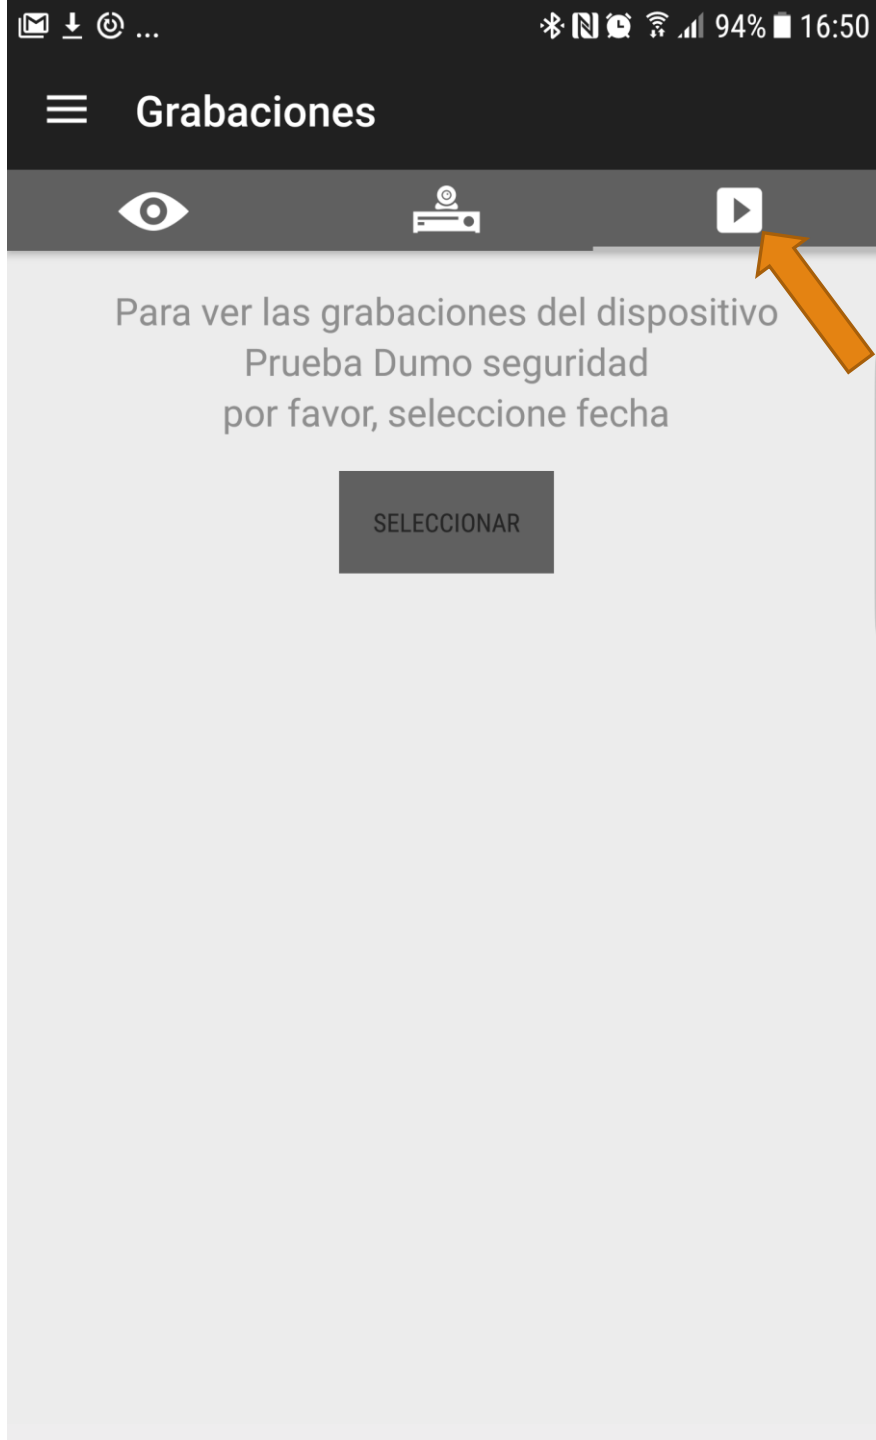 ... 94% 16:50
Grabaciones
Para ver las grabaciones del dispositivo
Prueba Dumo seguridad
por favor, seleccione fecha
SELECCIONAR